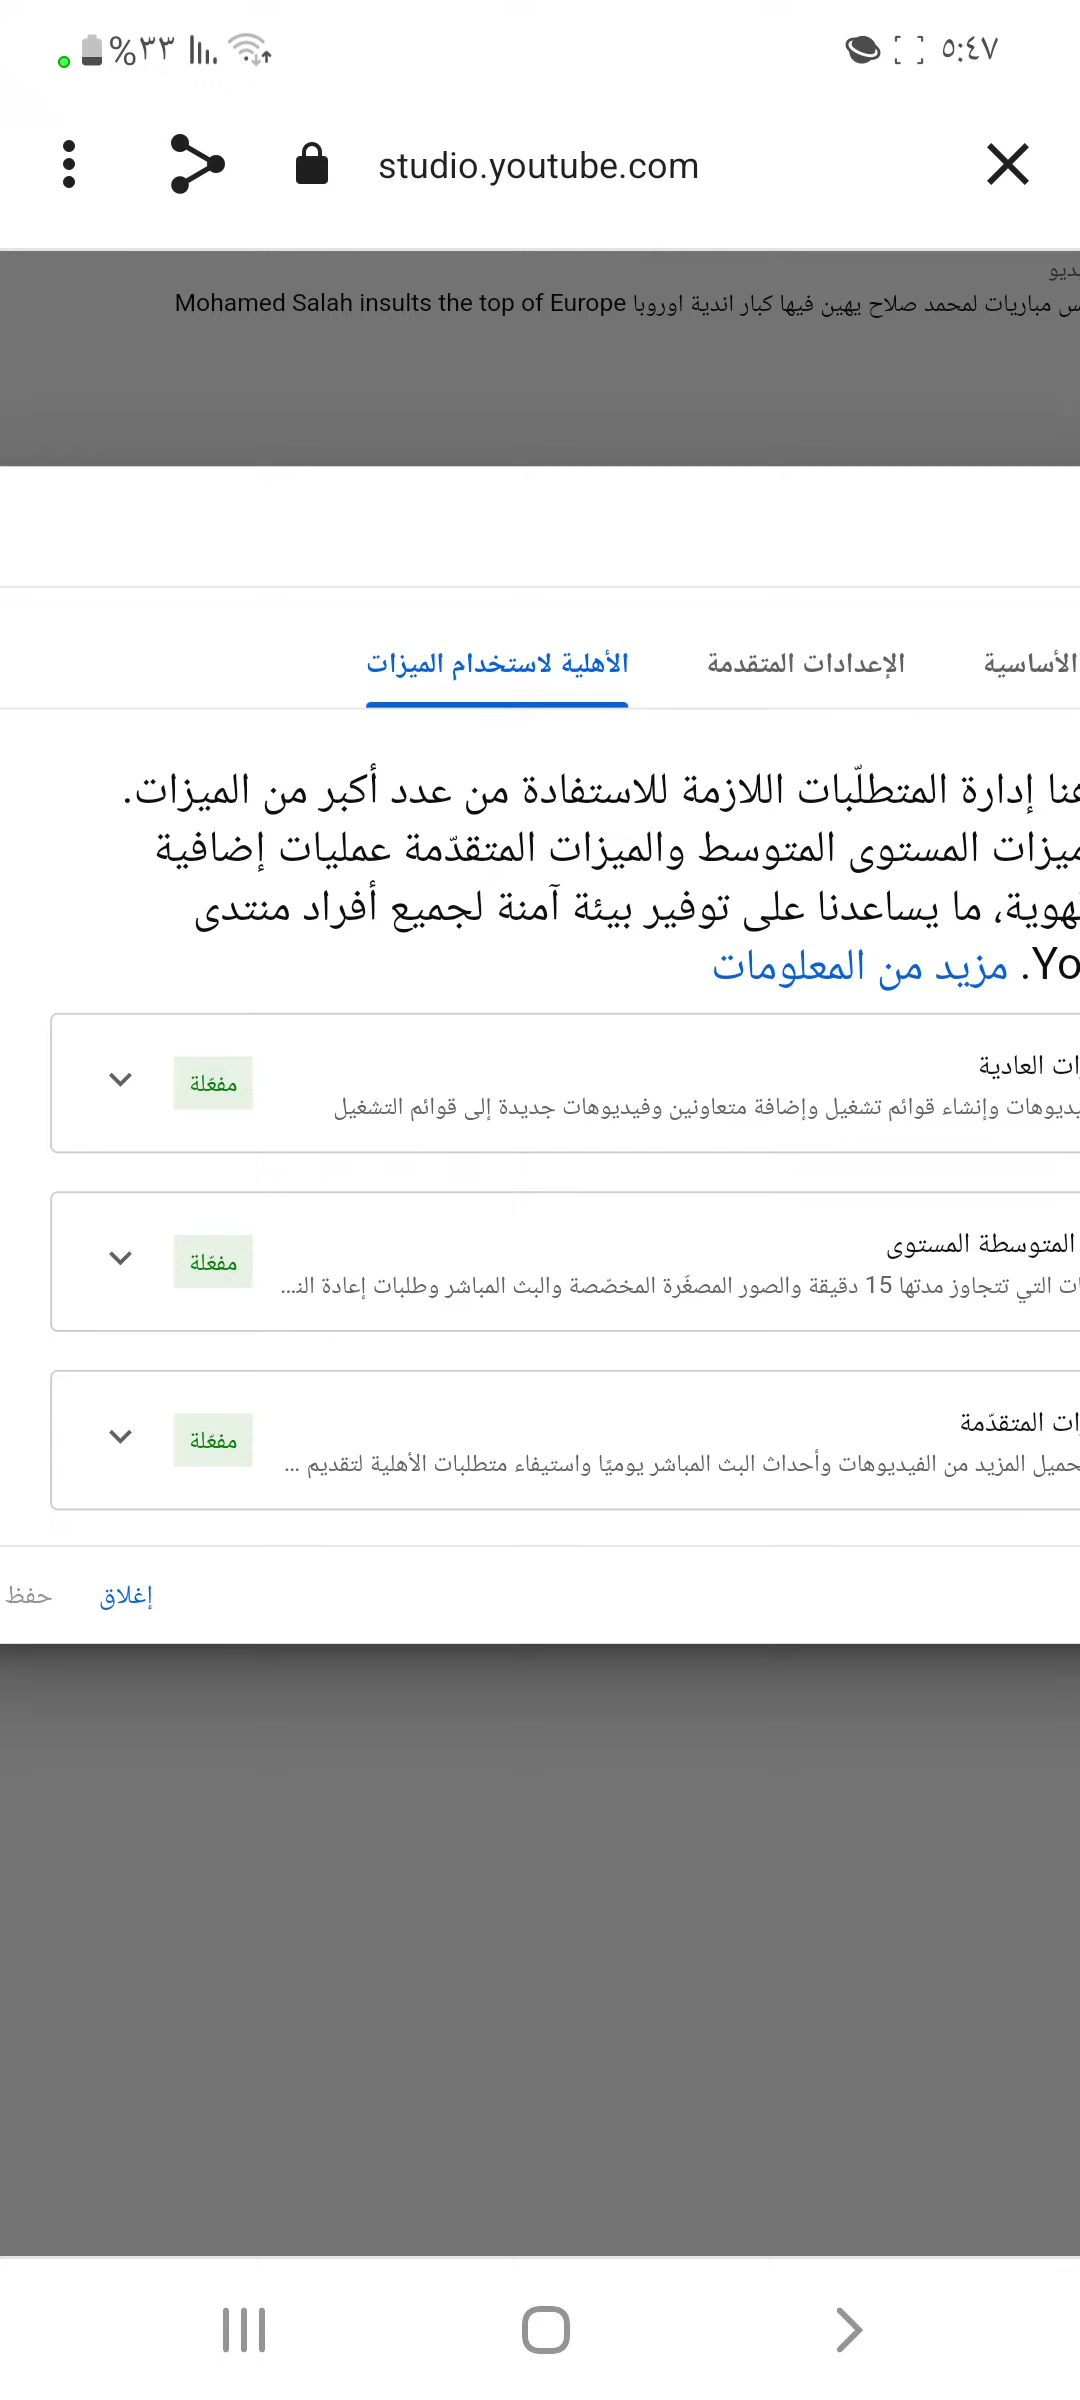 %٣٣ ٥:٤٧
studio.youtube.com
مباريات لمحمد صلاح يهين فيها كبار اندية اوروبا Mohamed Salah insults the top of Europe
الأساسية الإعدادات المتقدمة الأهلية لاستخدام الميزات
إدارة المتطلّبات اللازمة للاستفادة من عدد أكبر من الميزات.
المستوى المتوسط والميزات المتقدّمة عمليات إضافية
ما يساعدنا على توفير بيئة آمنة لجميع أفراد منتدى
Yo. مزيد من المعلومات
العادية
مفعّلة
وإنشاء قوائم تشغيل وإضافة متعاونين وفيديوهات جديدة إلى قوائم التشغيل
المتوسطة المستوى
مفعّلة
التي تتجاوز مدتها 15 دقيقة والصور المصغّرة المخصّصة والبث المباشر وطلبات إعادة النـ...
المتقدّمة
مفعّلة
المزيد من الفيديوهات وأحداث البث المباشر يوميًا واستيفاء متطلبات الأهلية لتقديم ...
إغلاق حفظ